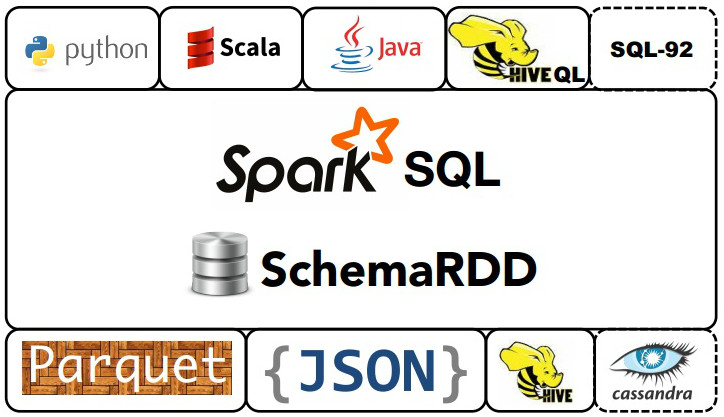 python
Scala
Java
HIVE QL
SQL-92
Spark SQL
SchemaRDD
Parquet
{JSON}
HIVE
cassandra